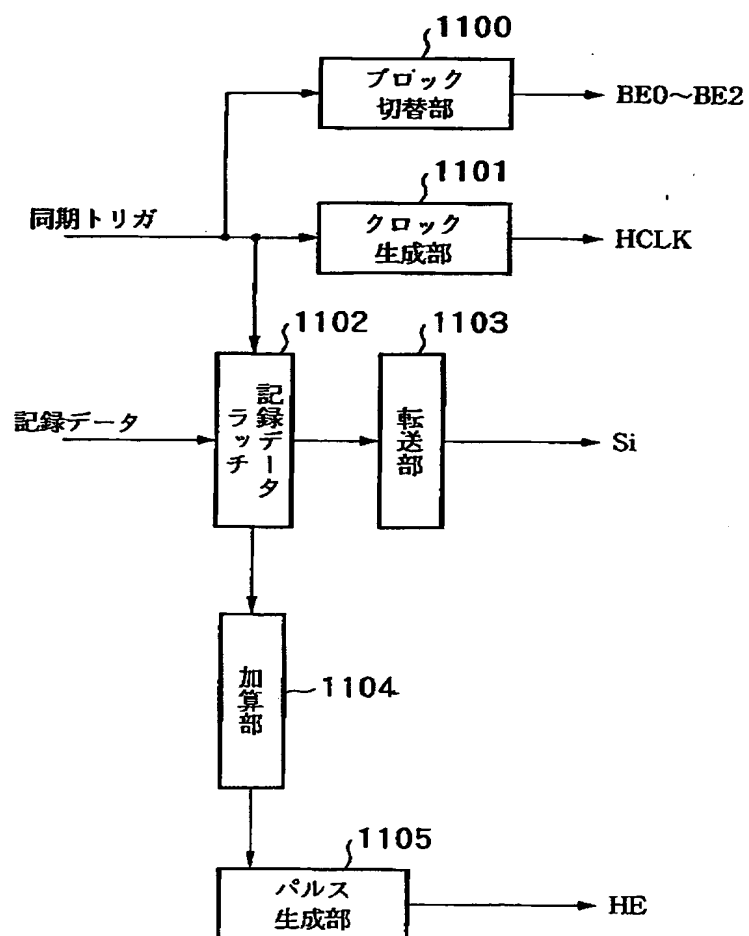 1100
ブロック
切替部
BE0〜BE2
1101
同期トリガ
クロック
生成部
HCLK
1102
1103
記録データ
記録データ
ラッチ
転送部
Si
加算部
1104
1105
パルス
生成部
HE